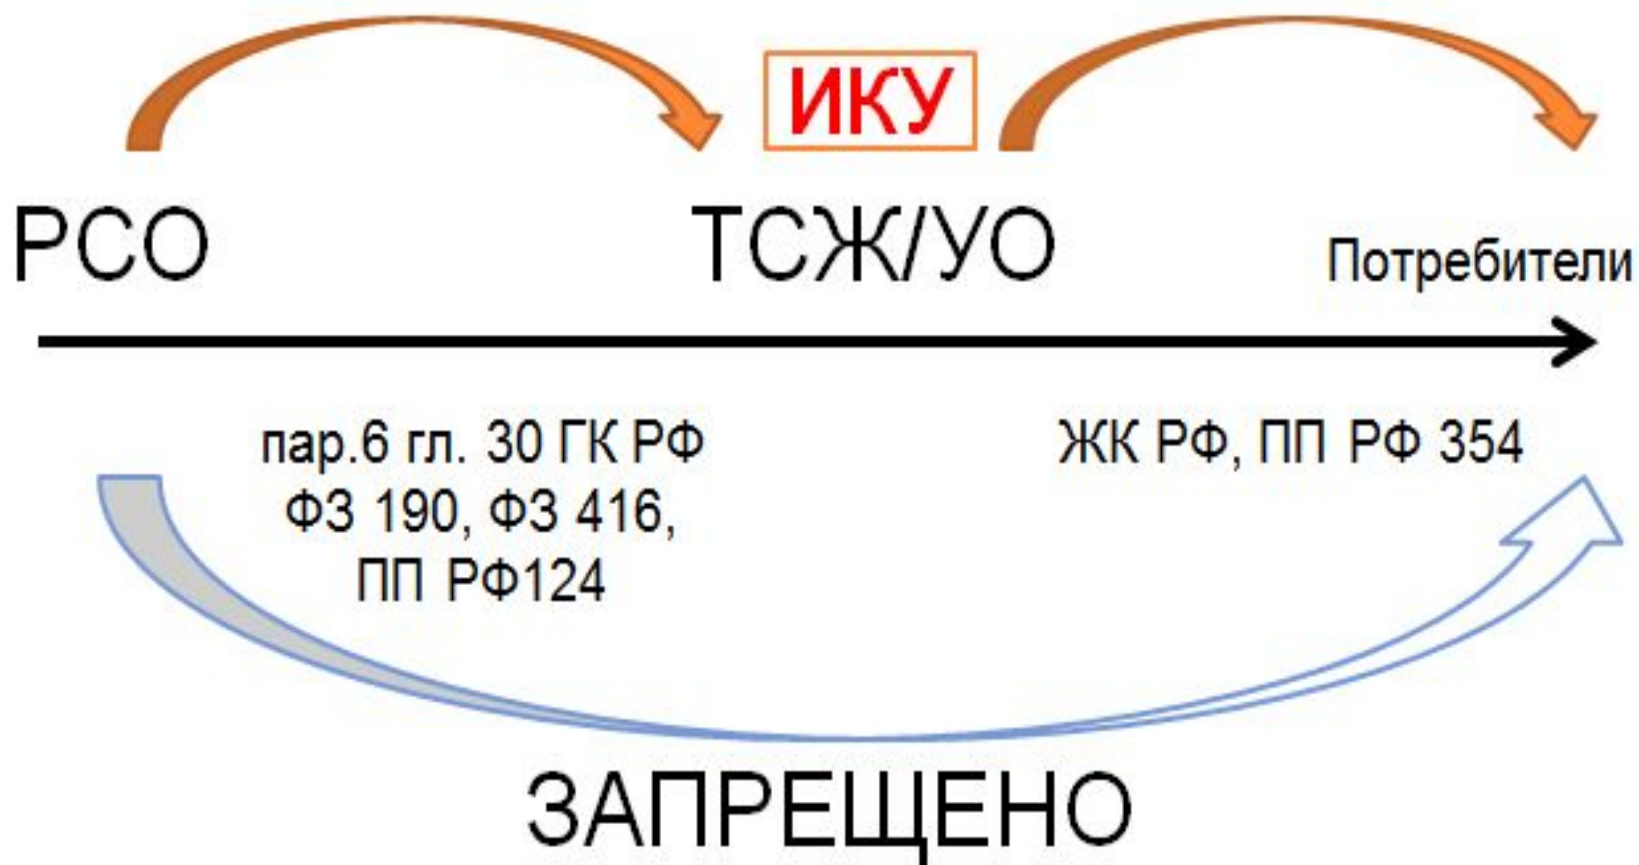 ИКУ
РСО
ТСЖ/УО
Потребители
пар.6 гл. 30 ГК РФ
ФЗ 190, ФЗ 416,
ПП РФ124
ЖК РФ, ПП РФ 354
ЗАПРЕЩЕНО